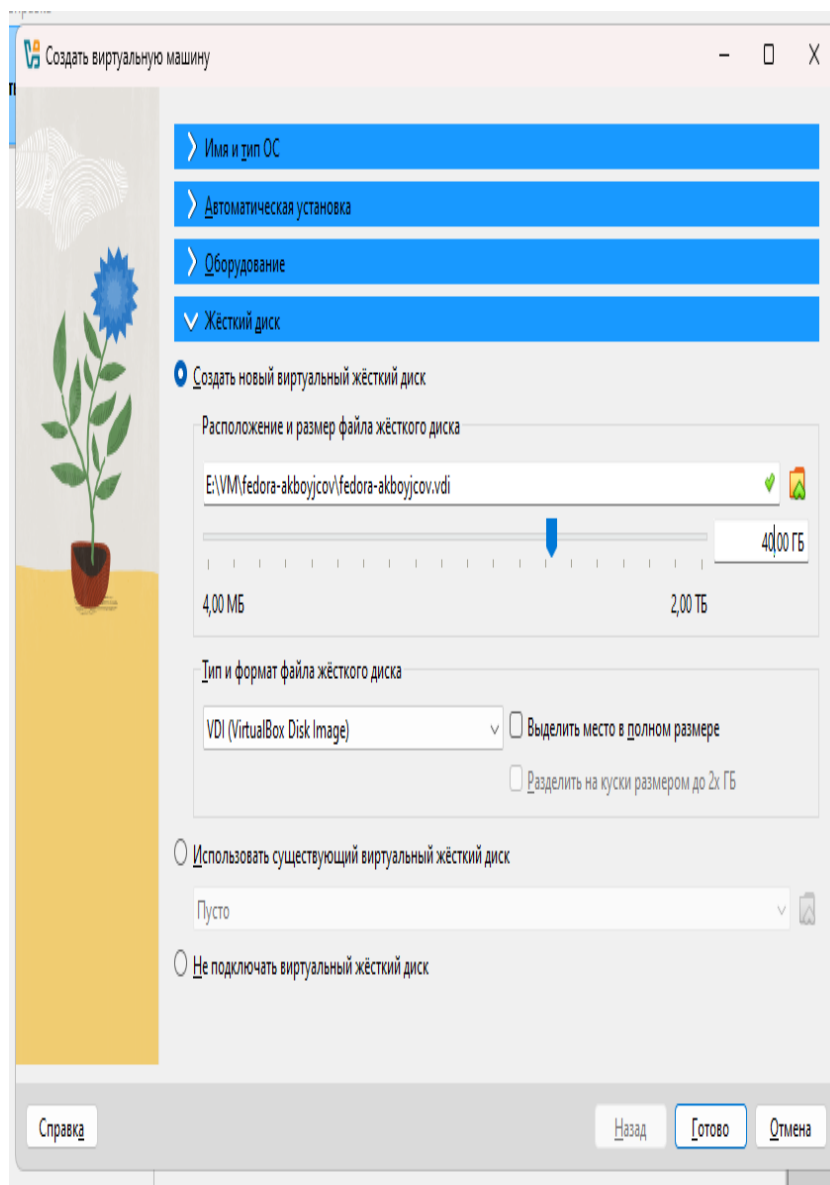 Создать виртуальную машину
Имя и тип ОС
Автоматическая установка
Оборудование
Жёсткий диск
Создать новый виртуальный жёсткий диск
Расположение и размер файла жёсткого диска
E:\VM\fedora-akboyjcov\fedora-akboyjcov.vdi
40,00 ГБ
4,00 МБ 2,00 ТБ
Тип и формат файла жёсткого диска
VDI (VirtualBox Disk Image) Выделить место в полном размере
Разделить на куски размером до 2х ГБ
Использовать существующий виртуальный жёсткий диск
Пусто
Не подключать виртуальный жёсткий диск
Справка Назад Готово Отмена